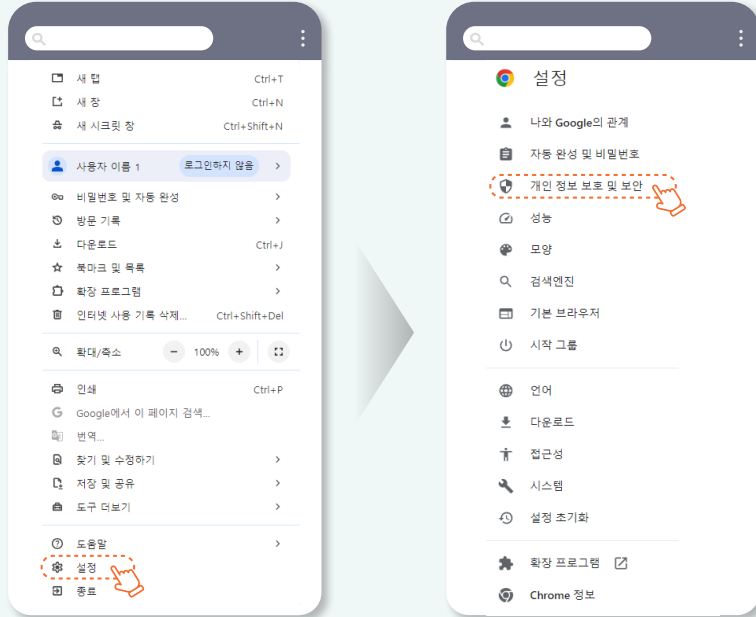 새 탭 Ctrl+T
새 창 Ctrl+N
새 시크릿 창 Ctrl+Shift+N
사용자 이름 1 로그인하지 않음
비밀번호 및 자동 완성
방문 기록
다운로드 Ctrl+J
북마크 및 목록
확장 프로그램
인터넷 사용 기록 삭제... Ctrl+Shift+Del
확대/축소 − 100% +
인쇄 Ctrl+P
Google에서 이 페이지 검색...
번역...
찾기 및 수정하기
저장 및 공유
도구 더보기
도움말
설정
종료
설정
나와 Google의 관계
자동 완성 및 비밀번호
개인 정보 보호 및 보안
성능
모양
검색엔진
기본 브라우저
시작 그룹
언어
다운로드
접근성
시스템
설정 초기화
확장 프로그램
Chrome 정보